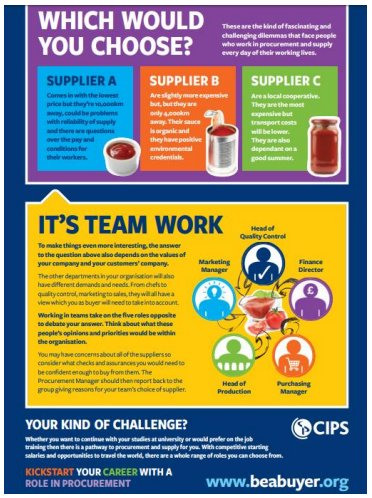 WHICH WOULD
YOU CHOOSE?
These are the kind of fascinating and
challenging dilemmas that face people
who work in procurement and supply
every day of their working lives.
SUPPLIER A
Comes in with the lowest
price but they're 10,000km
away, could be problems
with reliability of supply
and there are questions
over the pay and
conditions for
their workers.
SUPPLIER B
Are slightly more expensive
but, but they are
only 4,000km
away. Their sauce
is organic and
they have positive
environmental
credentials.
SUPPLIER C
Are a local cooperative.
They are the most
expensive but
transport costs
will be lower.
They are also
dependant on a
good summer.
IT'S TEAM WORK
To make things even more interesting, the answer
to the question above also depends on the values of
your company and your customers' company.
The other departments in your organisation will also
have different demands and needs. From chefs to
quality control, marketing to sales, they will all have a
view which you as buyer will need to take into account.
Working in teams take on the five roles opposite
to debate your answer. Think about what these
people's opinions and priorities would be within
the organisation.
You may have concerns about all of the suppliers so
consider what checks and assurances you would need to
be confident enough to buy from them. The
Procurement Manager should then report back to the
group giving reasons for your team's choice of supplier.
Head of
Quality Control
Marketing
Manager
Finance
Director
£
Head of
Production
Purchasing
Manager
YOUR KIND OF CHALLENGE?
Whether you want to continue with your studies at university or would prefer on the job
training then there is a pathway to procurement and supply for you. With competitive starting
salaries and opportunities to travel the world, there are a whole range of roles you can choose from.
CIPS
KICKSTART YOUR CAREER WITH A
ROLE IN PROCUREMENT
www.beabuyer.org